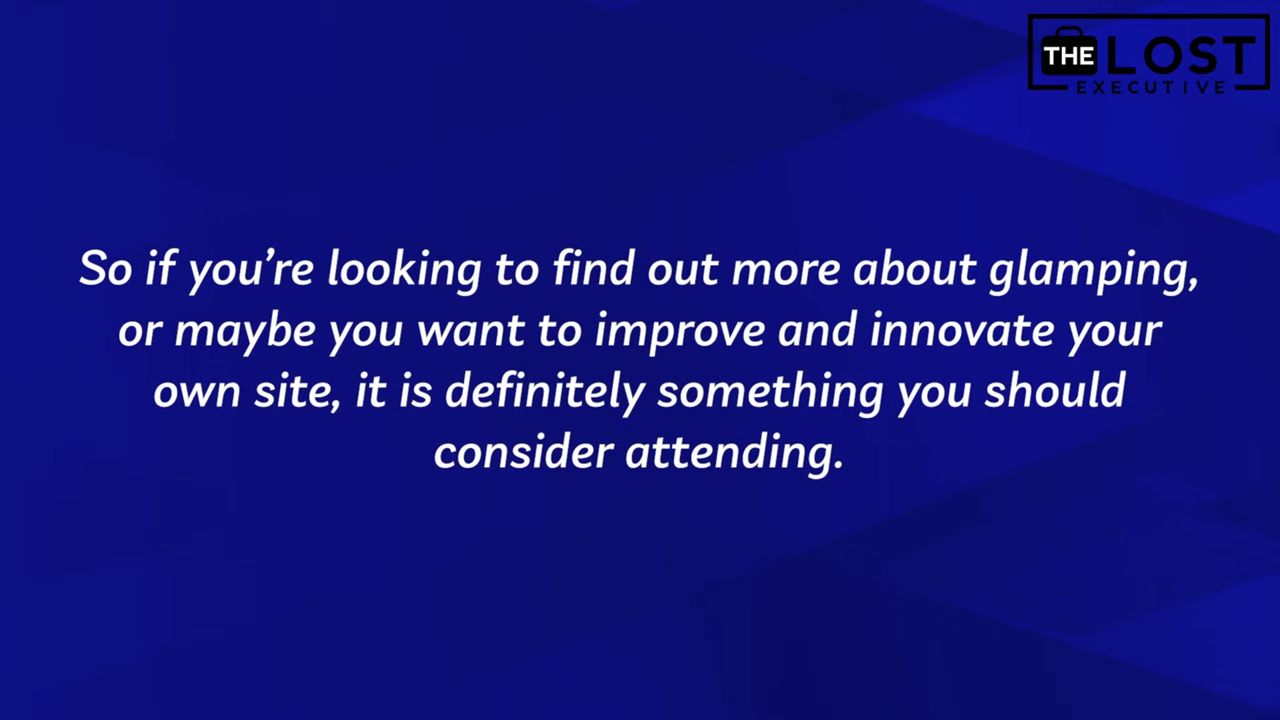 THE LOST
EXECUTIVE
So if you’re looking to find out more about glamping,
or maybe you want to improve and innovate your
own site, it is definitely something you should
consider attending.